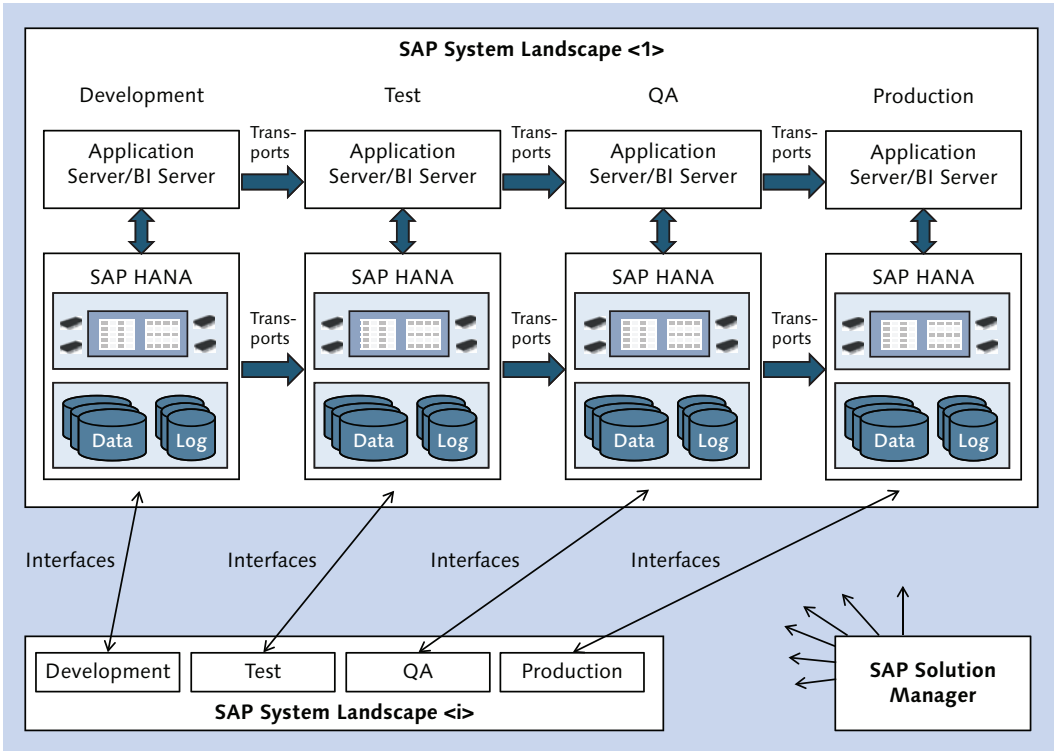 SAP System Landscape <1>
Development
Test
QA
Production
Application
Server/BI Server
Trans-
ports
Application
Server/BI Server
Trans-
ports
Application
Server/BI Server
Trans-
ports
Application
Server/BI Server
SAP HANA
SAP HANA
SAP HANA
SAP HANA
Trans-
ports
Trans-
ports
Trans-
ports
Data
Log
Data
Log
Data
Log
Data
Log
Interfaces
Interfaces
Interfaces
Interfaces
Development
Test
QA
Production
SAP System Landscape <i>
SAP Solution
Manager